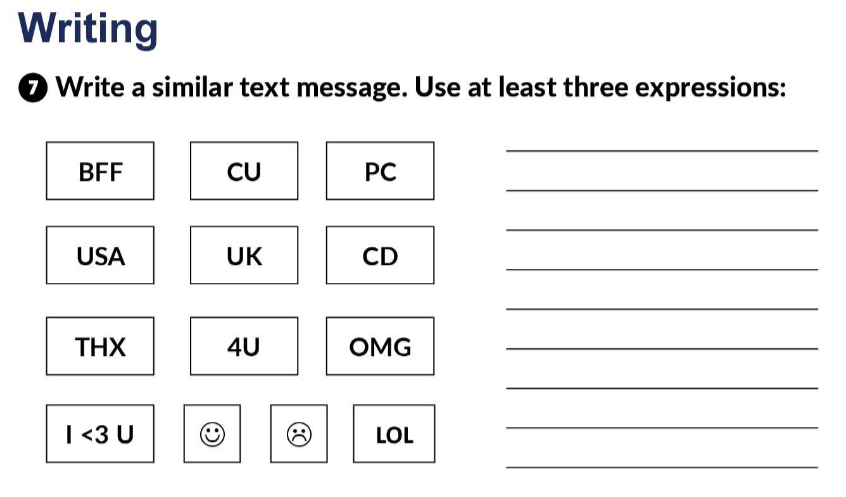 Writing
7 Write a similar text message. Use at least three expressions:
BFF CU PC
USA UK CD
THX 4U OMG
I <3 U ☺ ☹ LOL